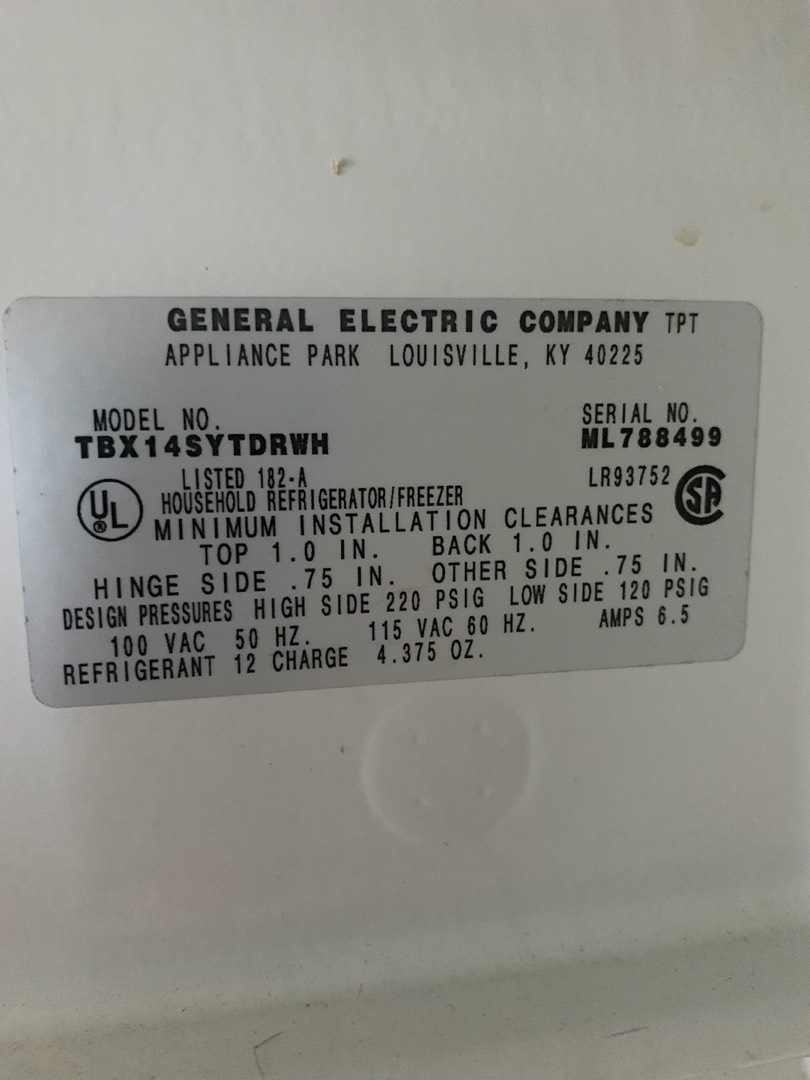 GENERAL ELECTRIC COMPANY TPT
APPLIANCE PARK LOUISVILLE, KY 40225
MODEL NO. SERIAL NO.
TBX14SYTDRWH ML788499
LISTED 182-A LR93752
UL ® HOUSEHOLD REFRIGERATOR/FREEZER SA
MINIMUM INSTALLATION CLEARANCES
TOP 1.0 IN. BACK 1.0 IN.
HINGE SIDE .75 IN. OTHER SIDE .75 IN.
DESIGN PRESSURES HIGH SIDE 220 PSIG LOW SIDE 120 PSIG
100 VAC 50 HZ. 115 VAC 60 HZ. AMPS 6.5
REFRIGERANT 12 CHARGE 4.375 OZ.